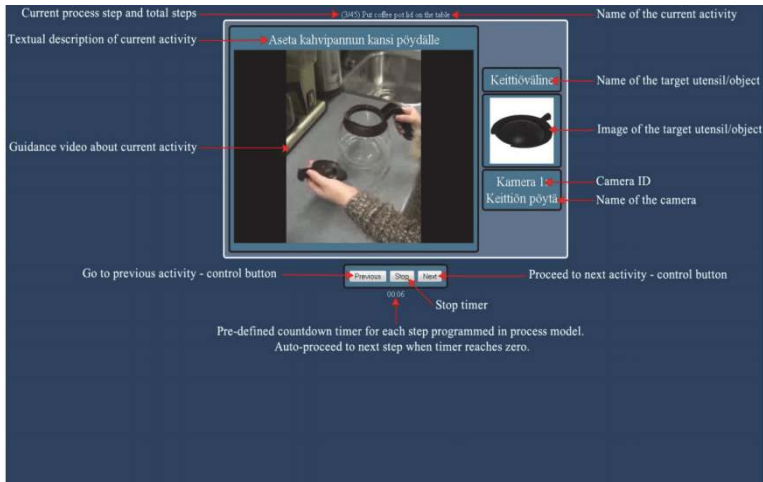 Current process step and total steps
(3/45) Put coffee pot lid on the table
Name of the current activity
Textual description of current activity
Aseta kahvipannun kansi pöydälle
Keittiöväline
Name of the target utensil/object
Guidance video about current activity
Image of the target utensil/object
Kamera 1.
Camera ID
Keittiön pöytä
Name of the camera
Go to previous activity - control button
Previous
Stop
Next
Proceed to next activity - control button
00:06
Stop timer
Pre-defined countdown timer for each step programmed in process model.
Auto-proceed to next step when timer reaches zero.